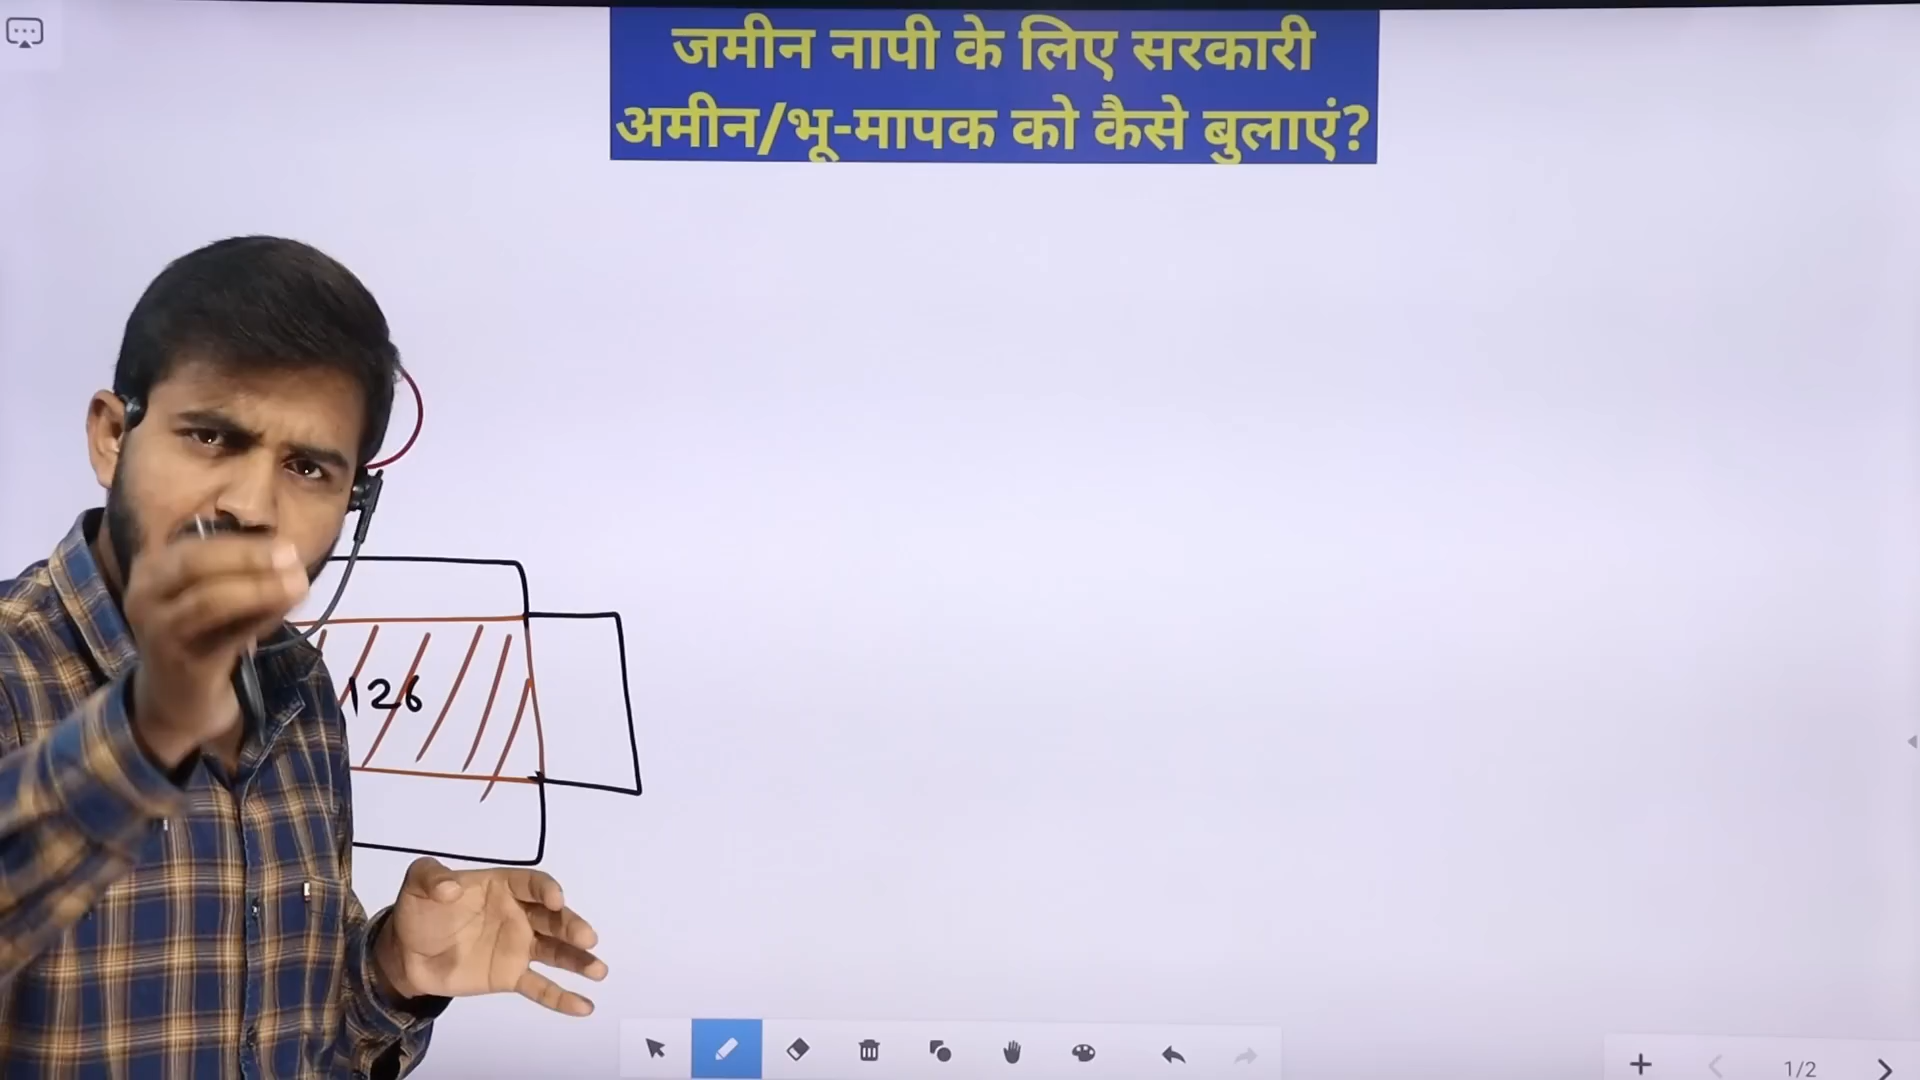 जमीन नापी के लिए सरकारी
अमीन/भू-मापक को कैसे बुलाएं?
126
1/2